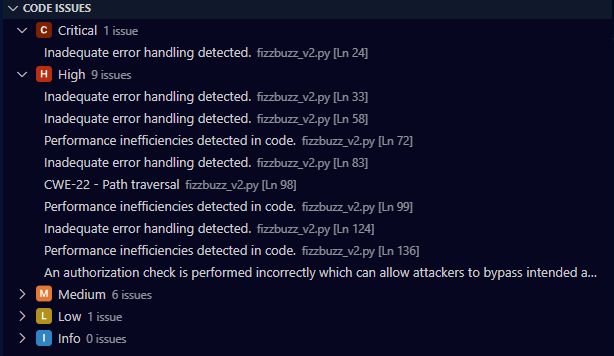 CODE ISSUES
C Critical 1 issue
Inadequate error handling detected. fizzbuzz_v2.py [Ln 24]
H High 9 issues
Inadequate error handling detected. fizzbuzz_v2.py [Ln 33]
Inadequate error handling detected. fizzbuzz_v2.py [Ln 58]
Performance inefficiencies detected in code. fizzbuzz_v2.py [Ln 72]
Inadequate error handling detected. fizzbuzz_v2.py [Ln 83]
CWE-22 - Path traversal fizzbuzz_v2.py [Ln 98]
Performance inefficiencies detected in code. fizzbuzz_v2.py [Ln 99]
Inadequate error handling detected. fizzbuzz_v2.py [Ln 124]
Performance inefficiencies detected in code. fizzbuzz_v2.py [Ln 136]
An authorization check is performed incorrectly which can allow attackers to bypass intended a...
M Medium 6 issues
L Low 1 issue
I Info 0 issues